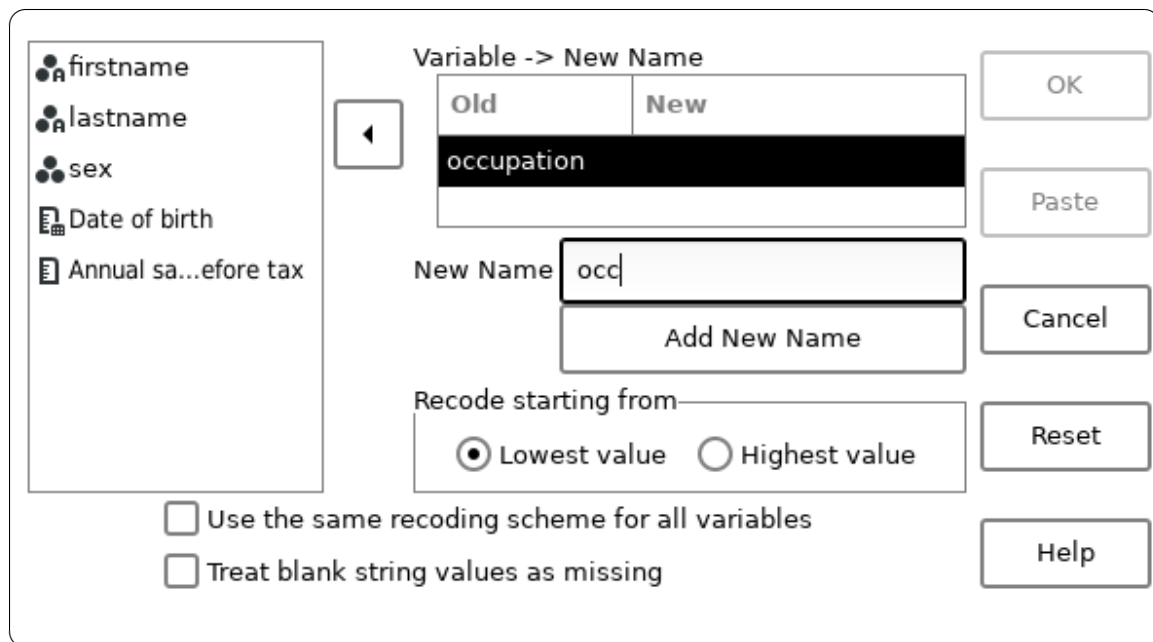 firstname
lastname
sex
Date of birth
Annual sa...efore tax
Variable -> New Name
Old New
occupation
New Name occ
Add New Name
Recode starting from
Lowest value Highest value
Use the same recoding scheme for all variables
Treat blank string values as missing
OK
Paste
Cancel
Reset
Help